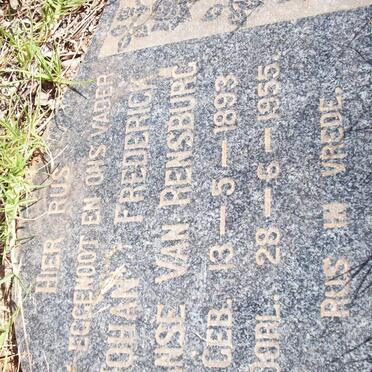 HIER RUS
EGGENOOT EN ONS VADER
JOHAN FREDERICK
NSE VAN RENSBURG
GEB. 13-5-1893
OORL. 28-6-1955.
RUS IN VREDE.